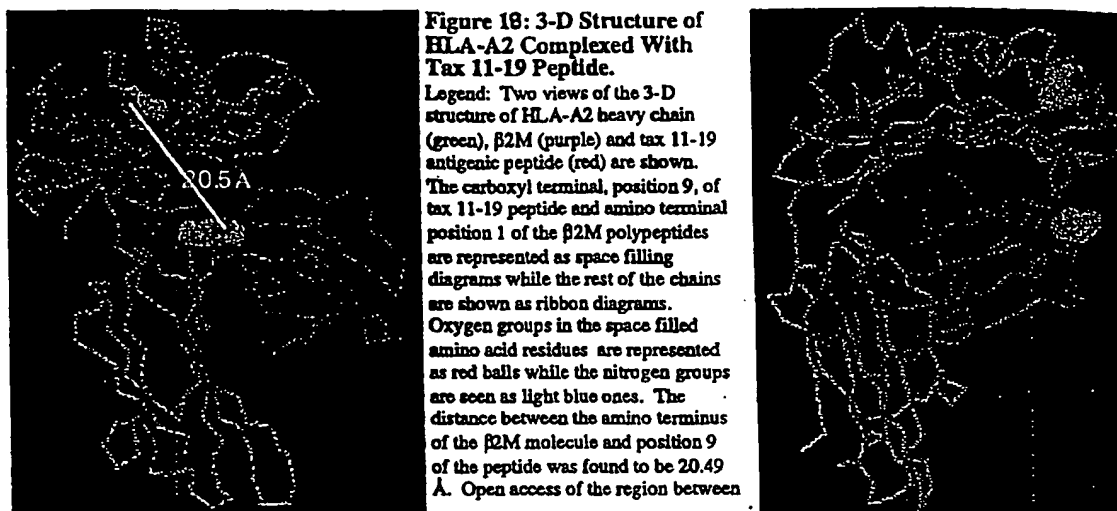 Figure 18: 3-D Structure of
HLA-A2 Complexed With
Tax 11-19 Peptide.
Legend: Two views of the 3-D
structure of HLA-A2 heavy chain
(green), β2M (purple) and tax 11-19
antigenic peptide (red) are shown.
The carboxyl terminal, position 9, of
tax 11-19 peptide and amino terminal
position 1 of the β2M polypeptides
are represented as space filling
diagrams while the rest of the chains
are shown as ribbon diagrams.
Oxygen groups in the space filled
amino acid residues are represented
as red balls while the nitrogen groups
are seen as light blue ones. The
distance between the amino terminus
of the β2M molecule and position 9
of the peptide was found to be 20.49
Å. Open access of the region between
20.5Å